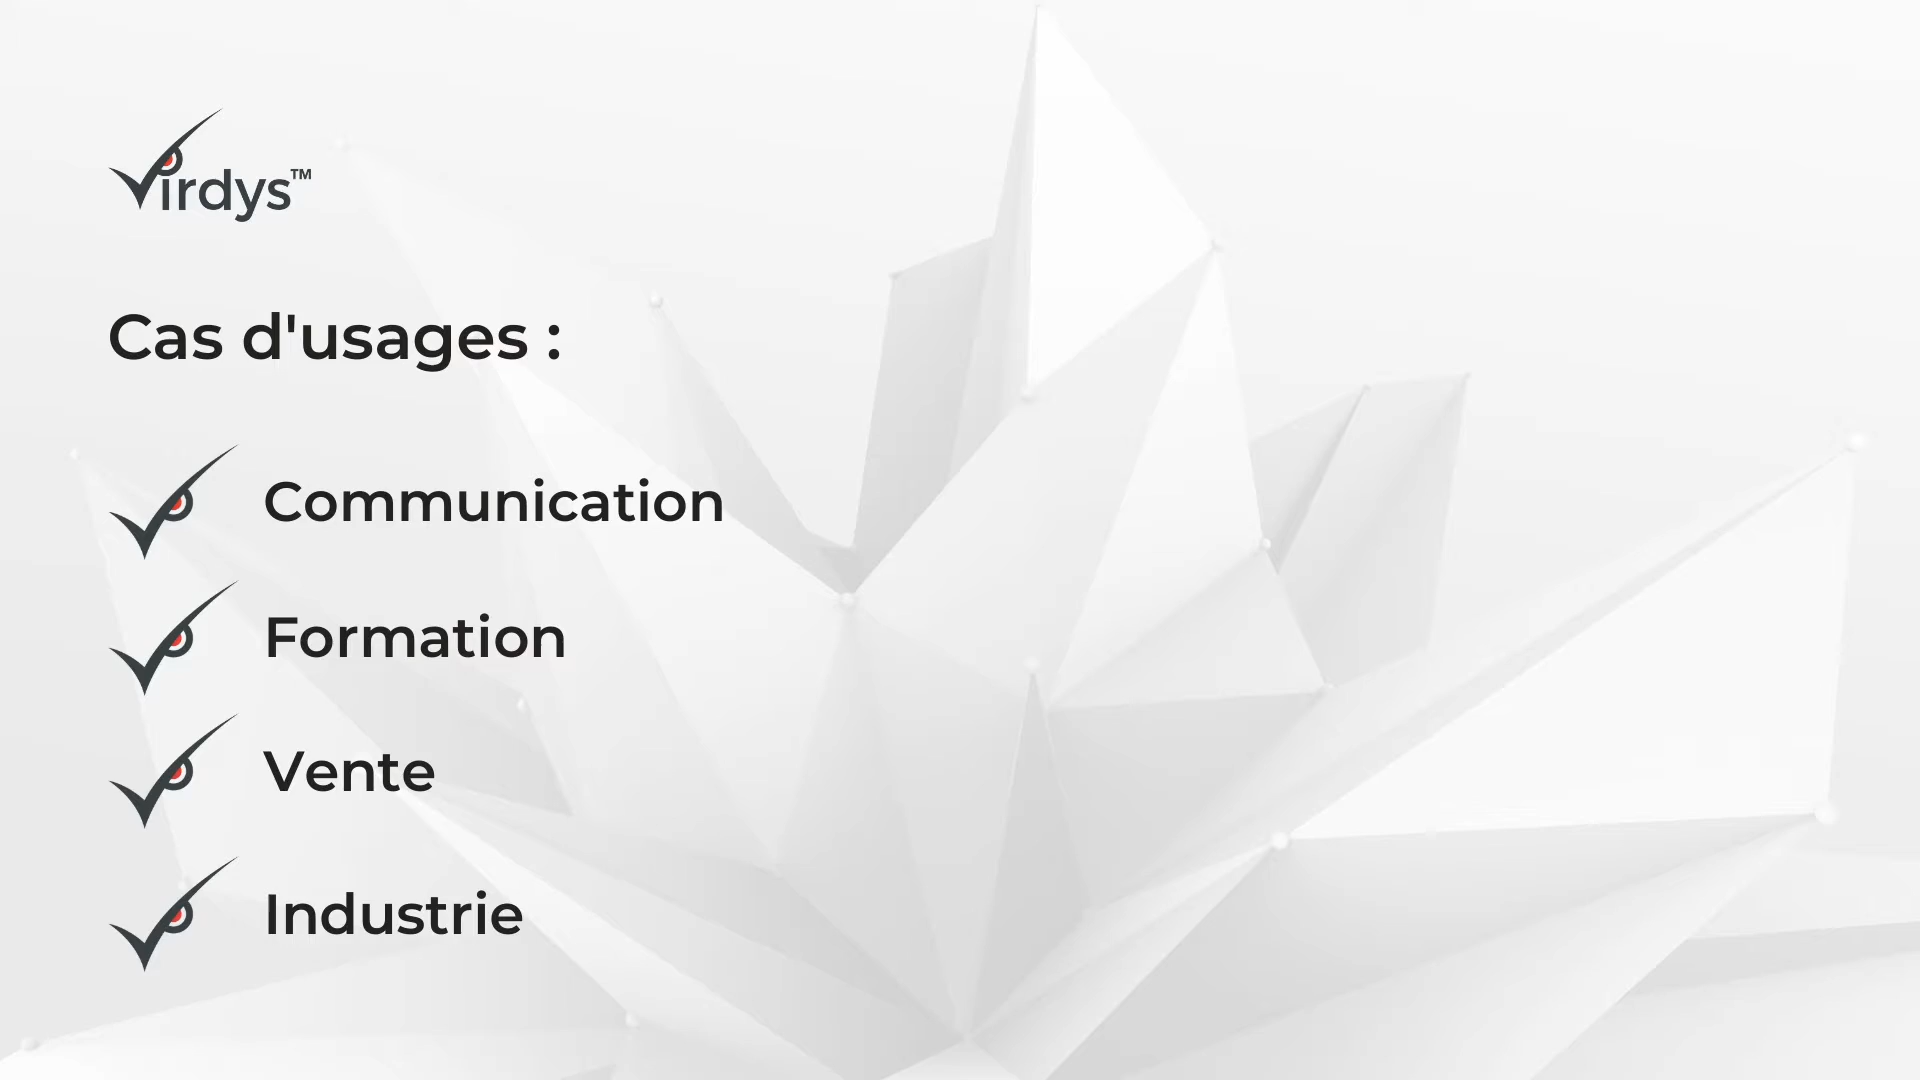 Virdys™
Cas d'usages :
Communication
Formation
Vente
Industrie